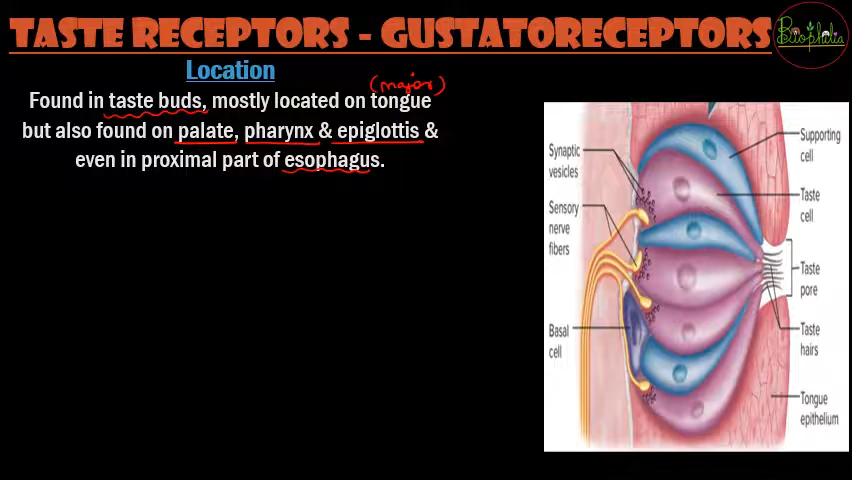 TASTE RECEPTORS - GUSTATORECEPTORS
Biophilia
Location
(major)
Found in taste buds, mostly located on tongue
but also found on palate, pharynx & epiglottis &
even in proximal part of esophagus.
Synaptic
vesicles
Sensory
nerve
fibers
Basal
cell
Supporting
cell
Taste
cell
Taste
pore
Taste
hairs
Tongue
epithelium